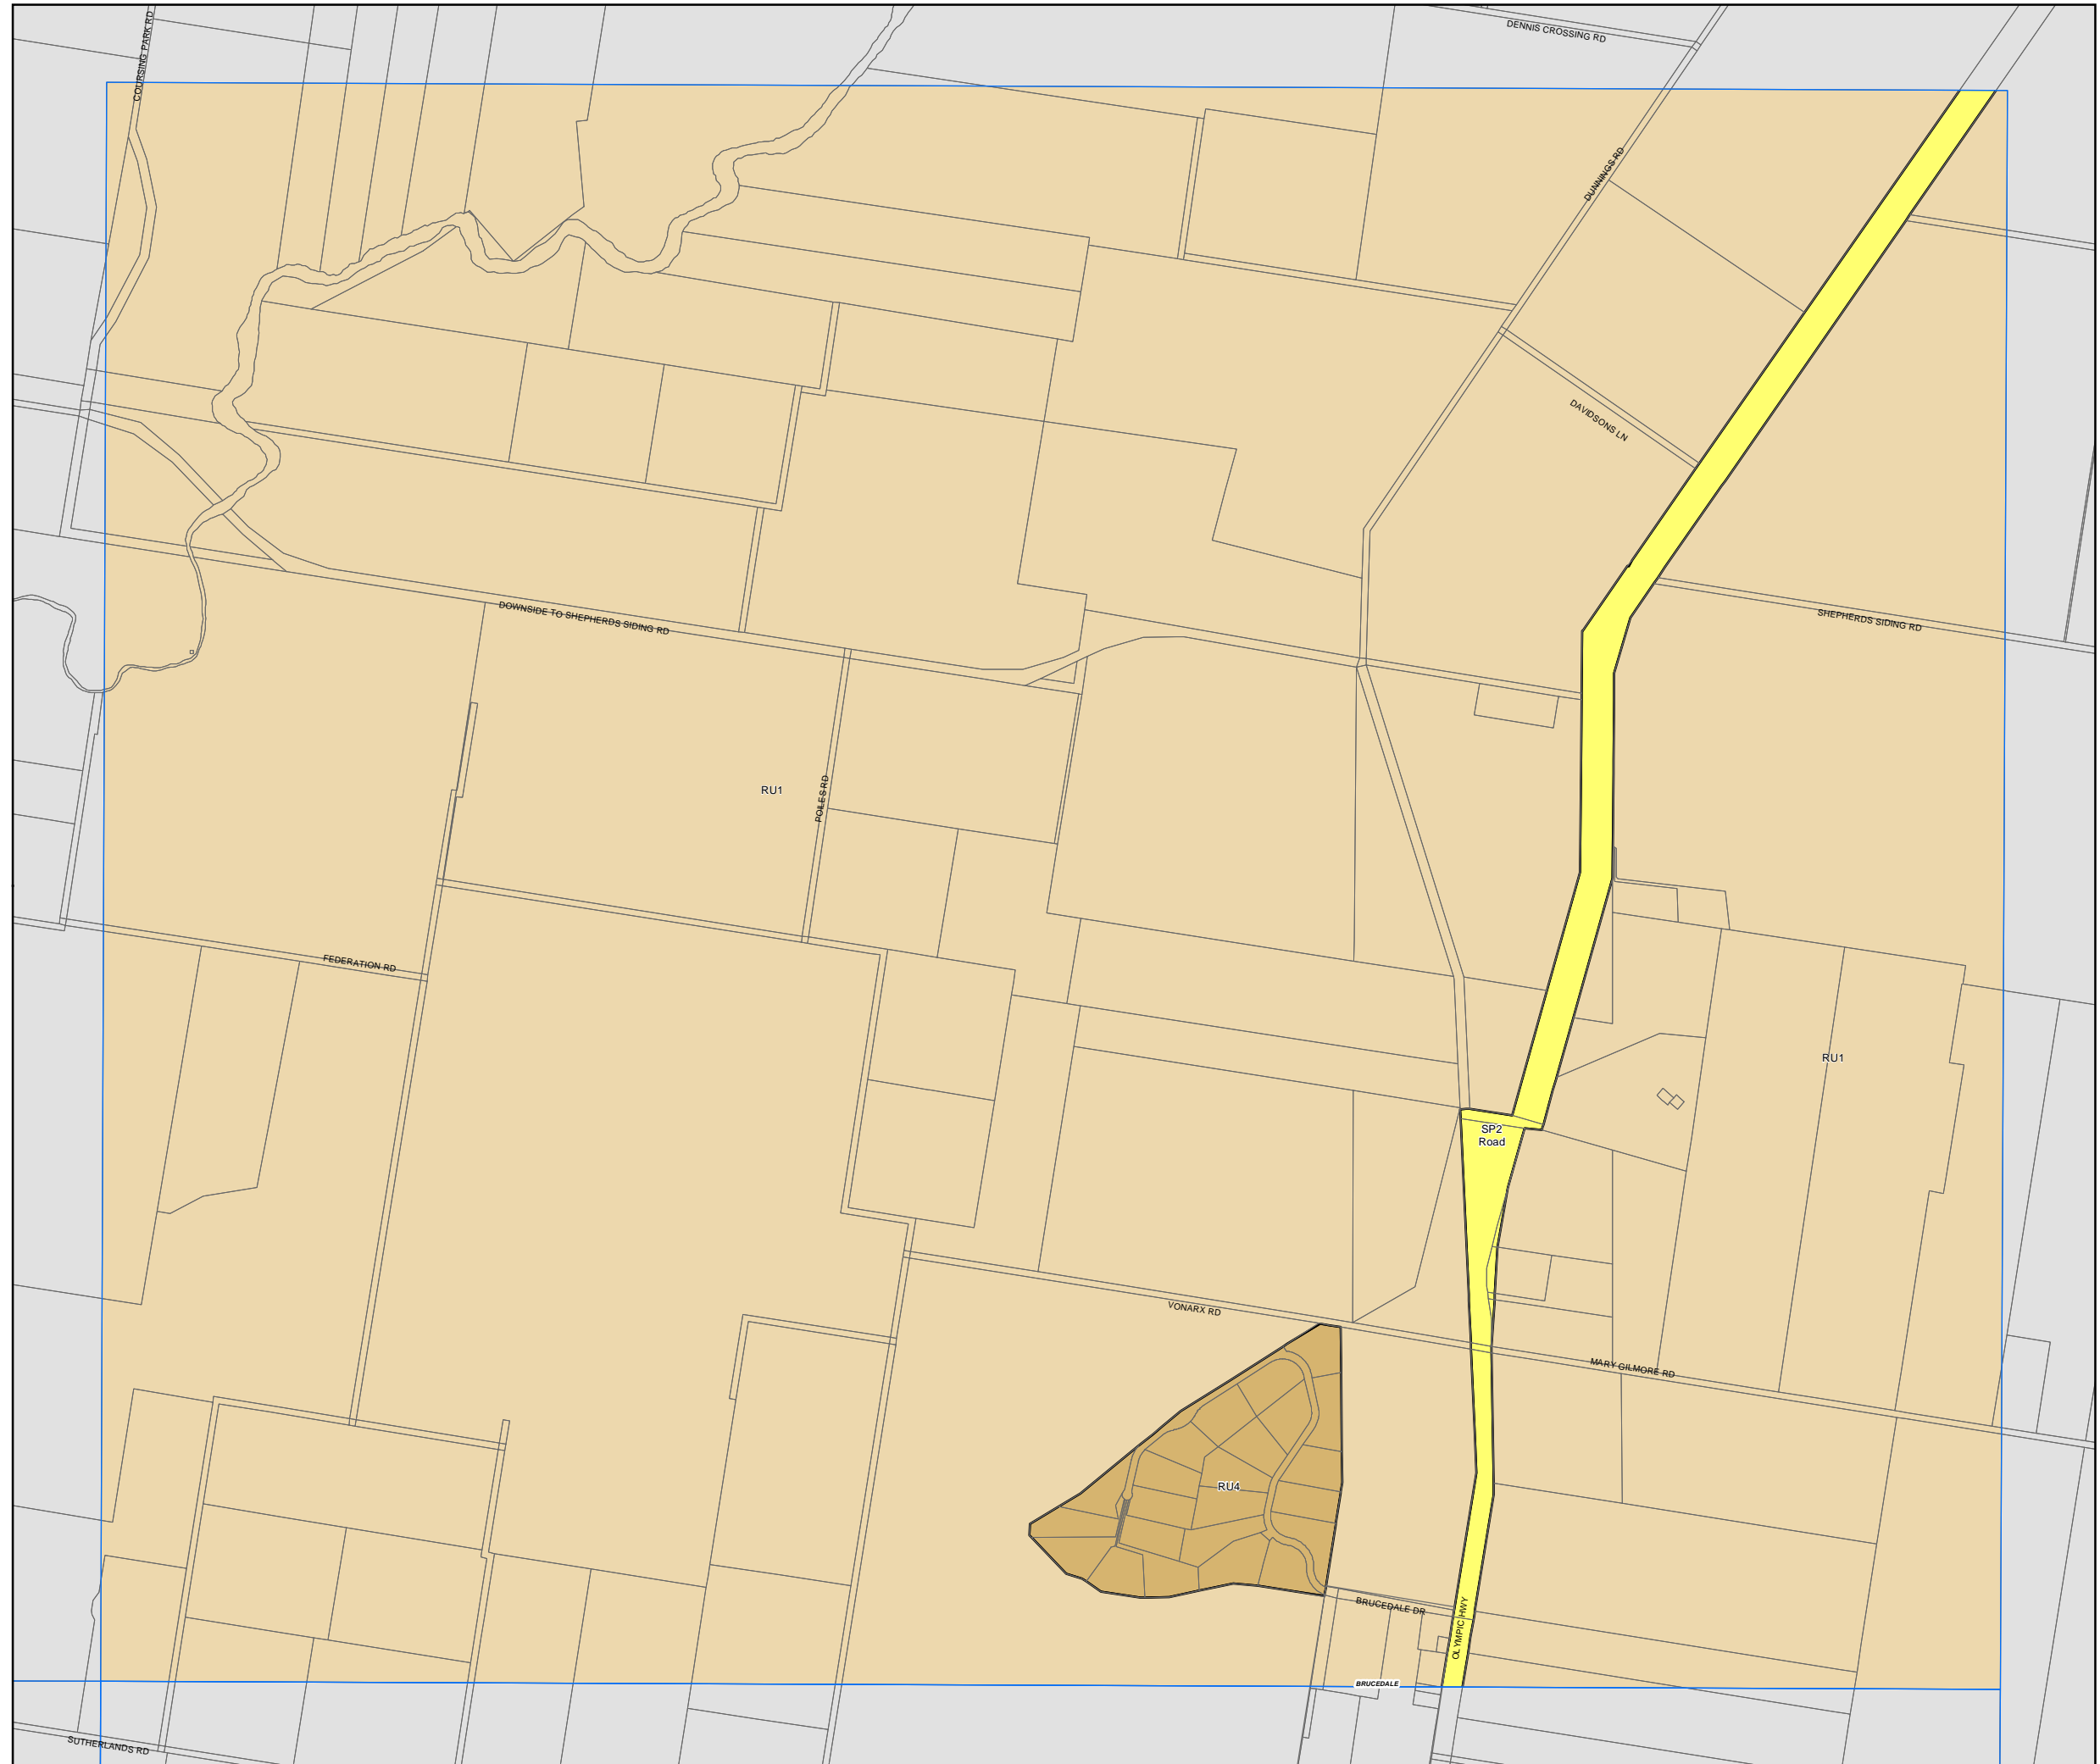 COURSING PARK RD
DENNIS CROSSING RD
DUNNINGS RD
DAVIDSONS LN
DOWNSIDE TO SHEPHERDS SIDING RD
SHEPHERDS SIDING RD
RU1
POILES RD
FEDERATION RD
RU1
SP2
Road
VONARX RD
MARY GILMORE RD
RU4
BRUCEDALE DR
OLYMPIC HWY
BRUCEDALE
SUTHERLANDS RD